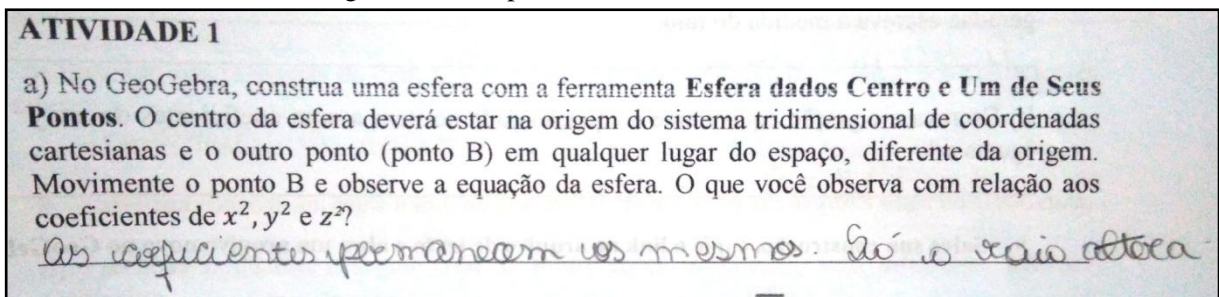 ATIVIDADE 1
a) No GeoGebra, construa uma esfera com a ferramenta Esfera dados Centro e Um de Seus
Pontos. O centro da esfera deverá estar na origem do sistema tridimensional de coordenadas
cartesianas e o outro ponto (ponto B) em qualquer lugar do espaço, diferente da origem.
Movimente o ponto B e observe a equação da esfera. O que você observa com relação aos
coeficientes de x², y² e z²?
os coeficientes permanecem os mesmos. Só o raio altera